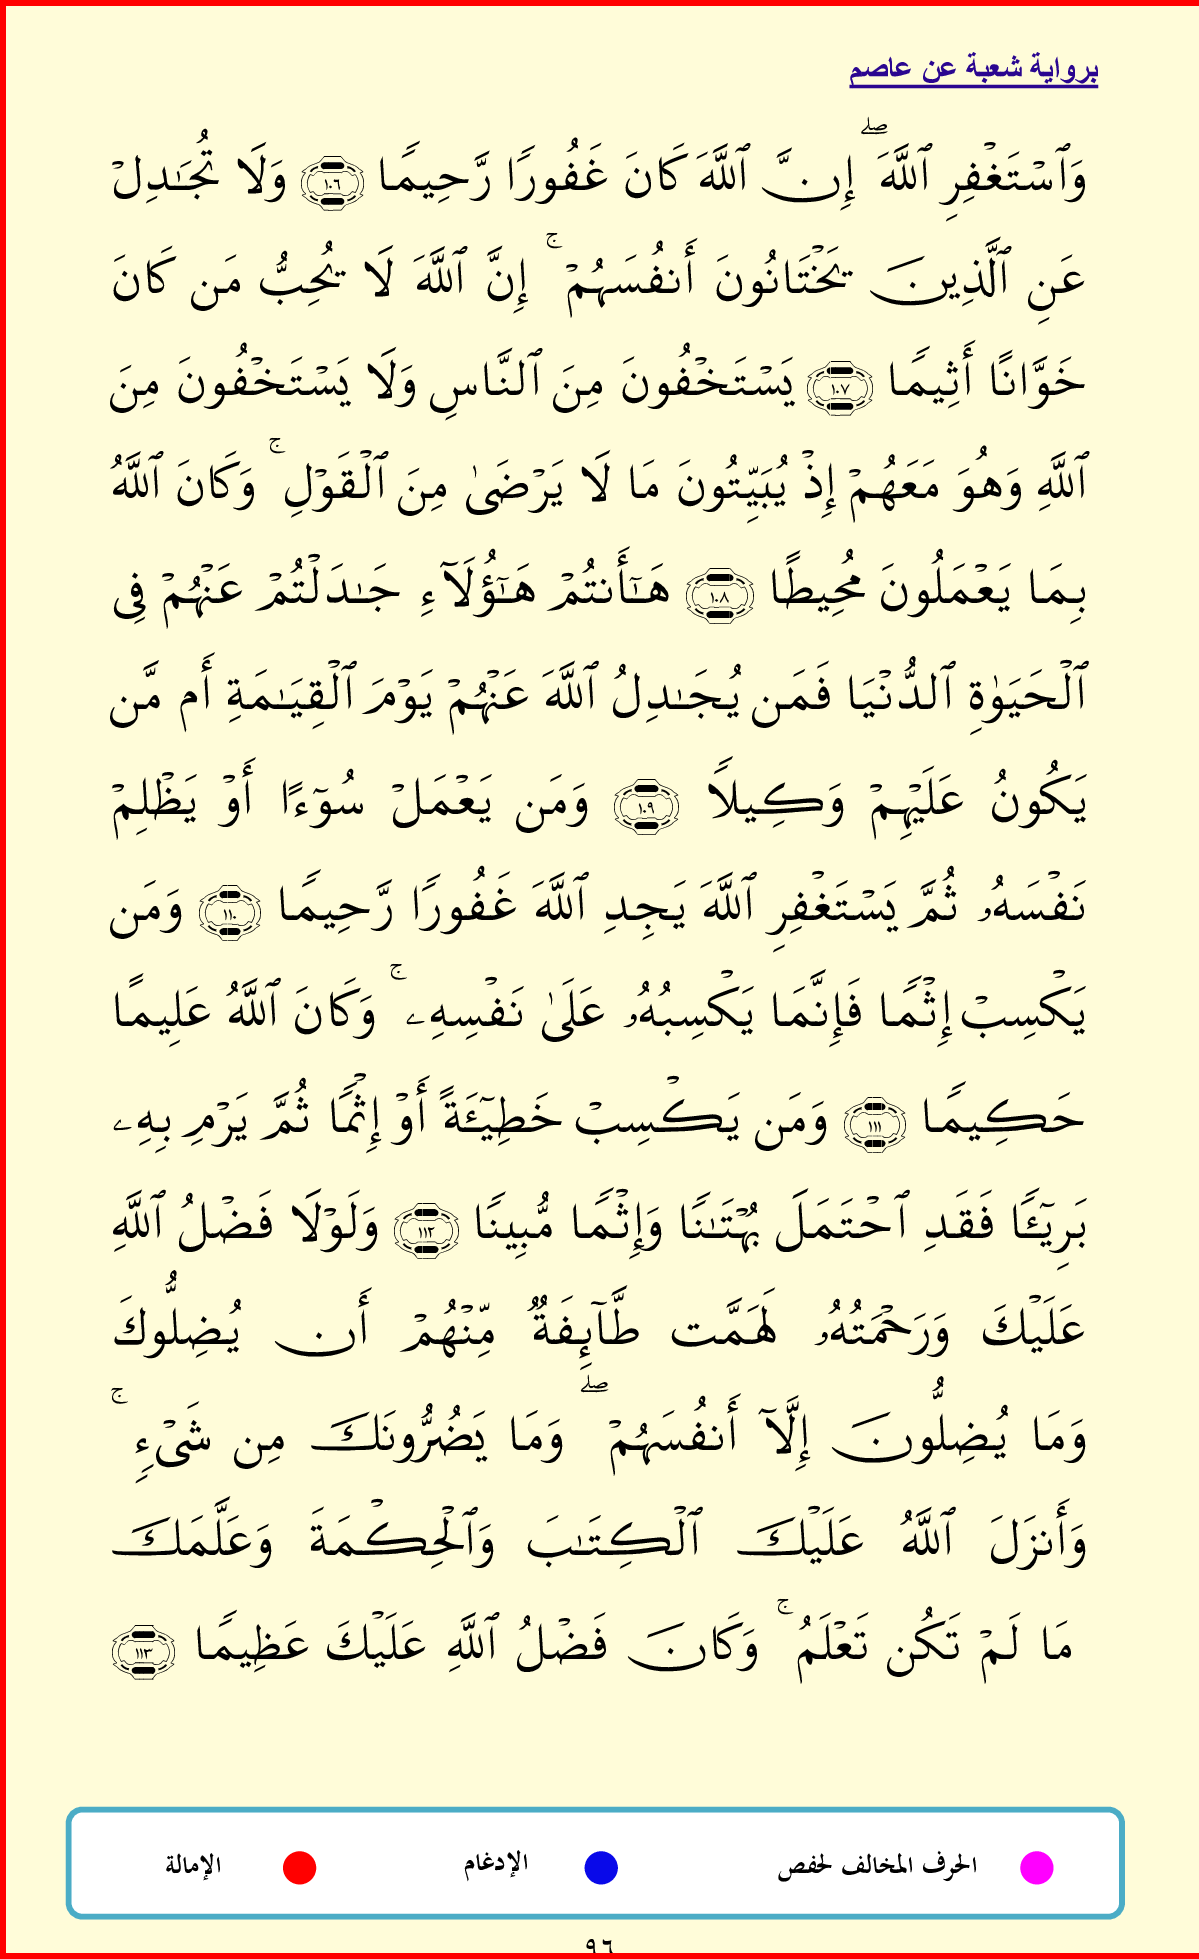 برواية شعبة عن عاصم
وَٱسۡتَغۡفِرِ ٱللَّهَۖ إِنَّ ٱللَّهَ كَانَ غَفُورٗا رَّحِيمٗا ١٠٦ وَلَا تُجَٰدِلۡ
عَنِ ٱلَّذِينَ يَخۡتَانُونَ أَنفُسَهُمۡۚ إِنَّ ٱللَّهَ لَا يُحِبُّ مَن كَانَ
خَوَّانًا أَثِيمٗا ١٠٧ يَسۡتَخۡفُونَ مِنَ ٱلنَّاسِ وَلَا يَسۡتَخۡفُونَ مِنَ
ٱللَّهِ وَهُوَ مَعَهُمۡ إِذۡ يُبَيِّتُونَ مَا لَا يَرۡضَىٰ مِنَ ٱلۡقَوۡلِۚ وَكَانَ ٱللَّهُ
بِمَا يَعۡمَلُونَ مُحِيطًا ١٠٨ هَٰٓأَنتُمۡ هَٰٓؤُلَآءِ جَٰدَلۡتُمۡ عَنۡهُمۡ فِي
ٱلۡحَيَوٰةِ ٱلدُّنۡيَا فَمَن يُجَٰدِلُ ٱللَّهَ عَنۡهُمۡ يَوۡمَ ٱلۡقِيَٰمَةِ أَم مَّن
يَكُونُ عَلَيۡهِمۡ وَكِيلٗا ١٠٩ وَمَن يَعۡمَلۡ سُوٓءًا أَوۡ يَظۡلِمۡ
نَفۡسَهُۥ ثُمَّ يَسۡتَغۡفِرِ ٱللَّهَ يَجِدِ ٱللَّهَ غَفُورٗا رَّحِيمٗا ١١٠ وَمَن
يَكۡسِبۡ إِثۡمٗا فَإِنَّمَا يَكۡسِبُهُۥ عَلَىٰ نَفۡسِهِۦۚ وَكَانَ ٱللَّهُ عَلِيمًا
حَكِيمٗا ١١١ وَمَن يَكۡسِبۡ خَطِيٓـَٔةً أَوۡ إِثۡمٗا ثُمَّ يَرۡمِ بِهِۦ
بَرِيٓـٔٗا فَقَدِ ٱحۡتَمَلَ بُهۡتَٰنٗا وَإِثۡمٗا مُّبِينٗا ١١٣ وَلَوۡلَا فَضۡلُ ٱللَّهِ
عَلَيۡكَ وَرَحۡمَتُهُۥ لَهَمَّت طَّآئِفَةٞ مِّنۡهُمۡ أَن يُضِلُّوكَ
وَمَا يُضِلُّونَ إِلَّآ أَنفُسَهُمۡۖ وَمَا يَضُرُّونَكَ مِن شَيۡءٖۚ
وَأَنزَلَ ٱللَّهُ عَلَيۡكَ ٱلۡكِتَٰبَ وَٱلۡحِكۡمَةَ وَعَلَّمَكَ
مَا لَمۡ تَكُن تَعۡلَمُۚ وَكَانَ فَضۡلُ ٱللَّهِ عَلَيۡكَ عَظِيمٗا ١١٣
الحرف المخالف لحفص الإدغام الإمالة
٩٦